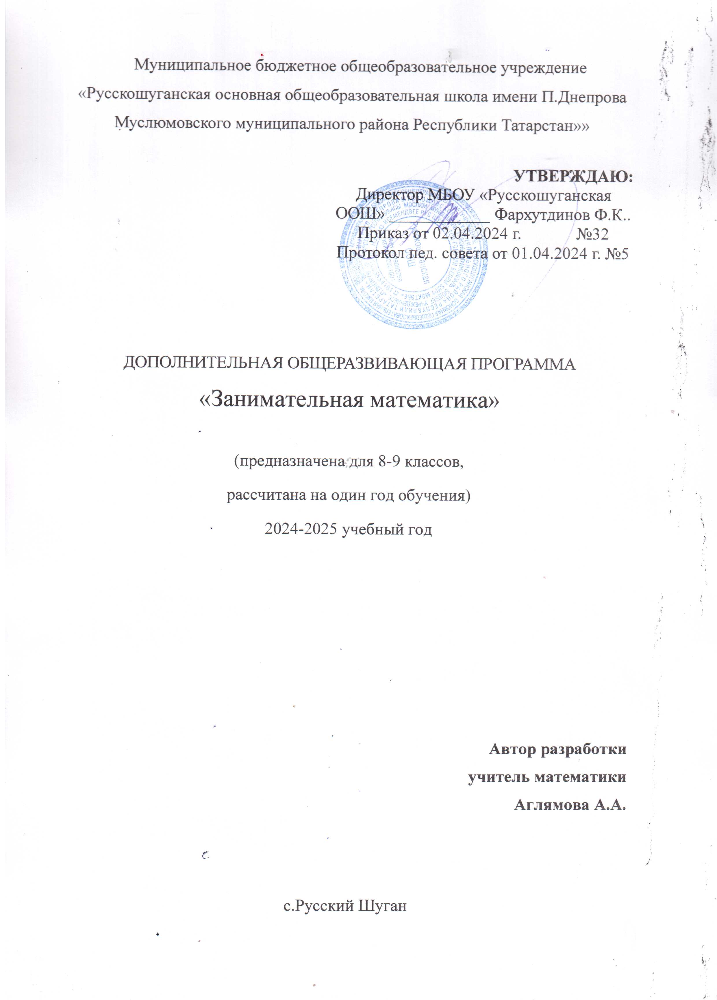 Муниципальное бюджетное общеобразовательное учреждение
«Русскошуганская основная общеобразовательная школа имени П.Днепрова
Муслюмовского муниципального района Республики Татарстан»»
УТВЕРЖДАЮ:
Директор МБОУ «Русскошуганская
ООШ» ____________ Фархутдинов Ф.К..
Приказ от 02.04.2024 г. №32
Протокол пед. совета от 01.04.2024 г. №5
ДОПОЛНИТЕЛЬНАЯ ОБЩЕРАЗВИВАЮЩАЯ ПРОГРАММА
«Занимательная математика»
(предназначена для 8-9 классов,
рассчитана на один год обучения)
2024-2025 учебный год
Автор разработки
учитель математики
Аглямова А.А.
с.Русский Шуган